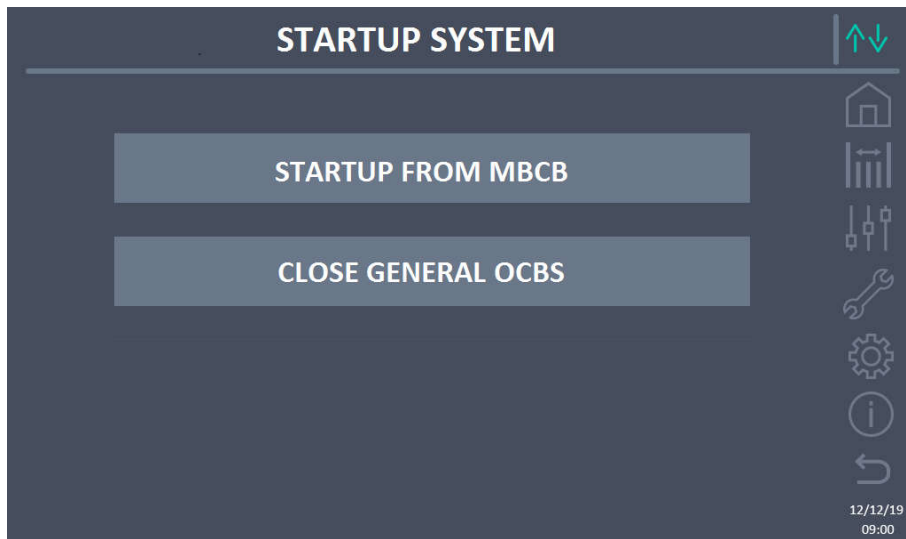 STARTUP SYSTEM
STARTUP FROM MBCB
CLOSE GENERAL OCBS
12/12/19
09:00